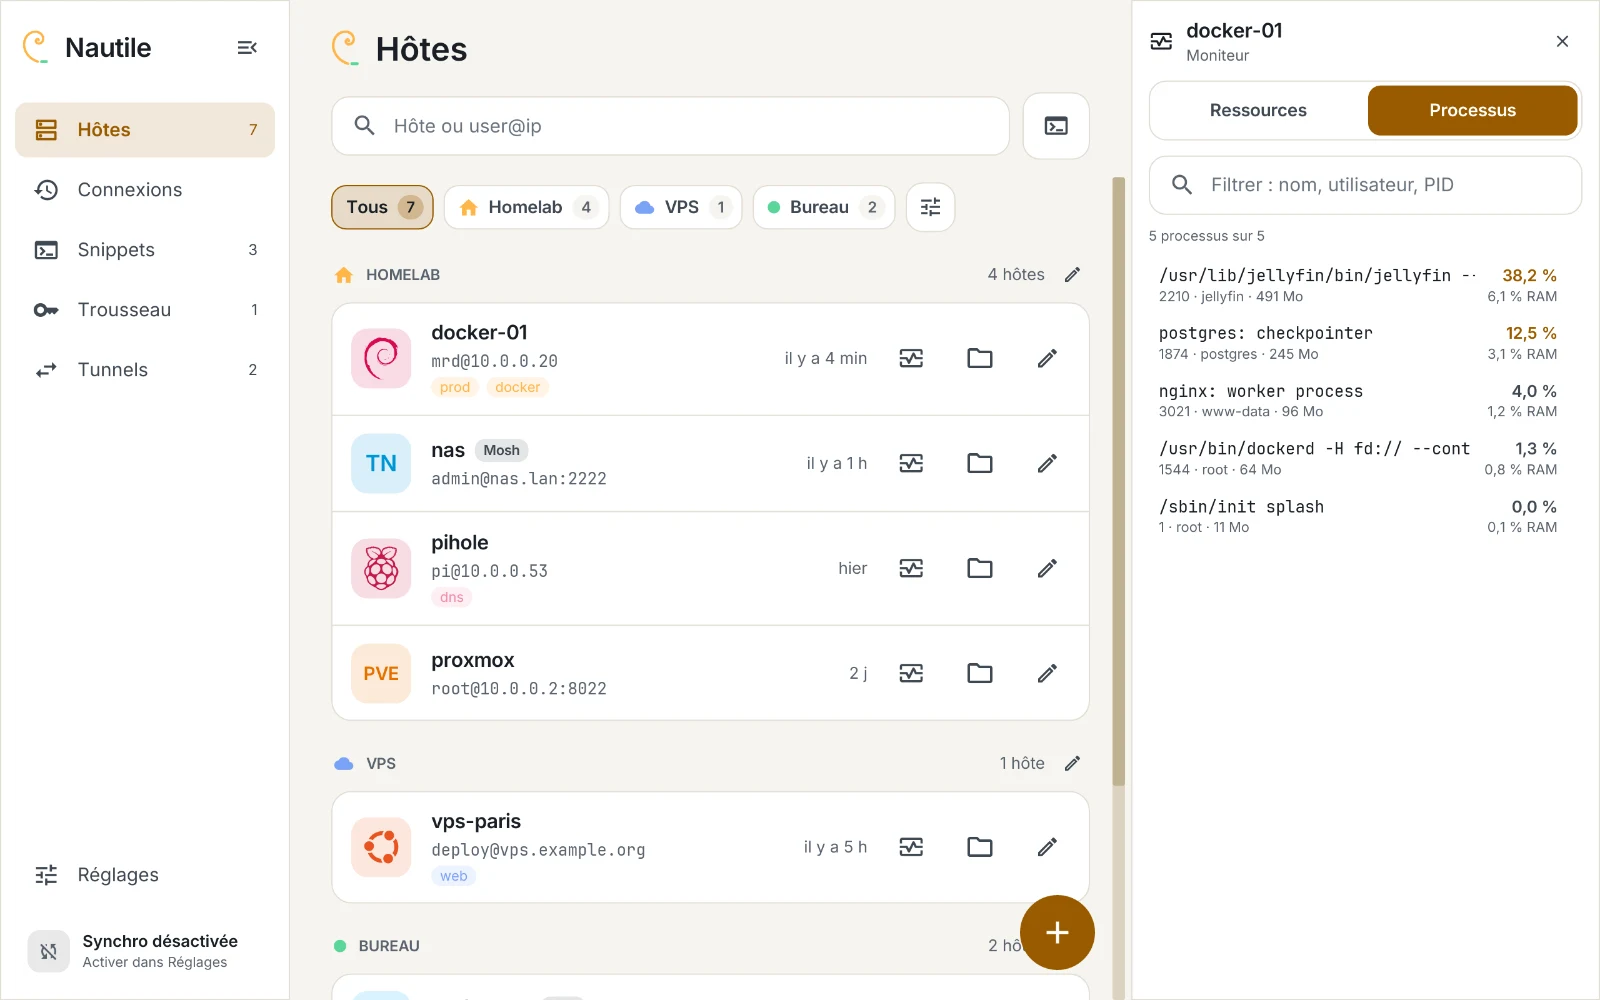 Nautile
Hôtes 7
Connexions
Snippets 3
Trousseau 1
Tunnels 2
Réglages
Synchro désactivée
Activer dans Réglages
Hôtes
Hôte ou user@ip
Tous 7 Homelab 4 VPS 1 Bureau 2
HOMELAB 4 hôtes
docker-01
mrd@10.0.0.20
il y a 4 min
prod docker
TN
nas Mosh
admin@nas.lan:2222
il y a 1 h
pihole
pi@10.0.0.53
hier
dns
PVE
proxmox
root@10.0.0.2:8022
2 j
VPS 1 hôte
vps-paris
deploy@vps.example.org
il y a 5 h
web
BUREAU 2
docker-01
Moniteur
Ressources Processus
Filtrer : nom, utilisateur, PID
5 processus sur 5
/usr/lib/jellyfin/bin/jellyfin 38,2 %
2210 · jellyfin · 491 Mo 6,1 % RAM
postgres: checkpointer 12,5 %
1874 · postgres · 245 Mo 3,1 % RAM
nginx: worker process 4,0 %
3021 · www-data · 96 Mo 1,2 % RAM
/usr/bin/dockerd -H fd:// --cont 1,3 %
1544 · root · 64 Mo 0,8 % RAM
/sbin/init splash 0,0 %
1 · root · 11 Mo 0,1 % RAM